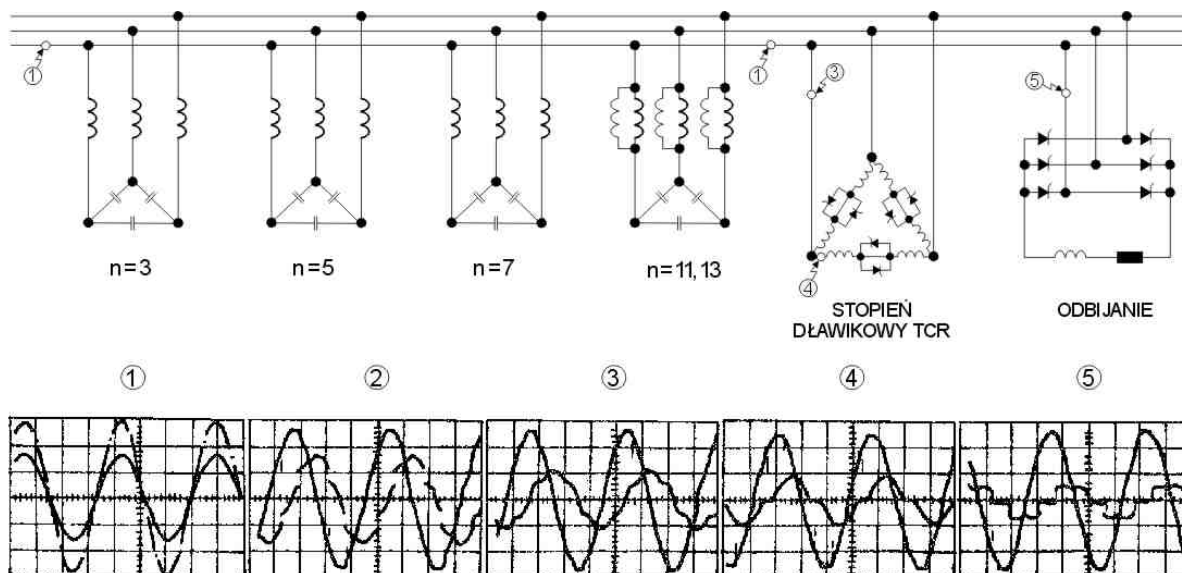 ① ① ③ ⑤
④
n=3 n=5 n=7 n=11, 13
STOPIEŃ
DŁAWIKOWY TCR
ODBIJANIE
① ② ③ ④ ⑤